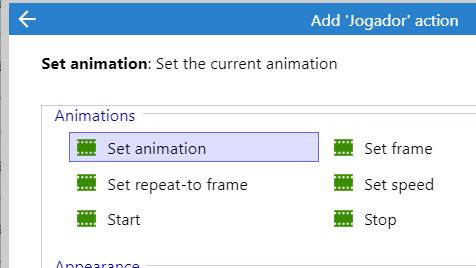 Add 'Jogador' action
Set animation: Set the current animation
Animations
Set animation
Set frame
Set repeat-to frame
Set speed
Start
Stop
Appearance